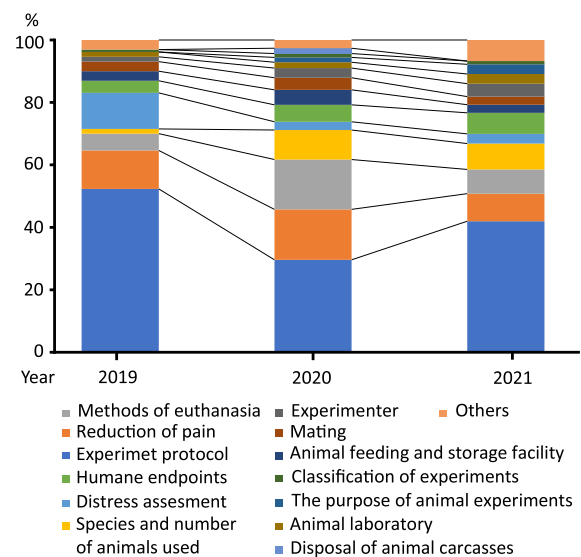 %
100
80
60
40
20
0
Year 2019 2020 2021
Methods of euthanasia Experimenter Others
Reduction of pain Mating
Experimet protocol Animal feeding and storage facility
Humane endpoints Classification of experiments
Distress assesment The purpose of animal experiments
Species and number Animal laboratory
of animals used Disposal of animal carcasses